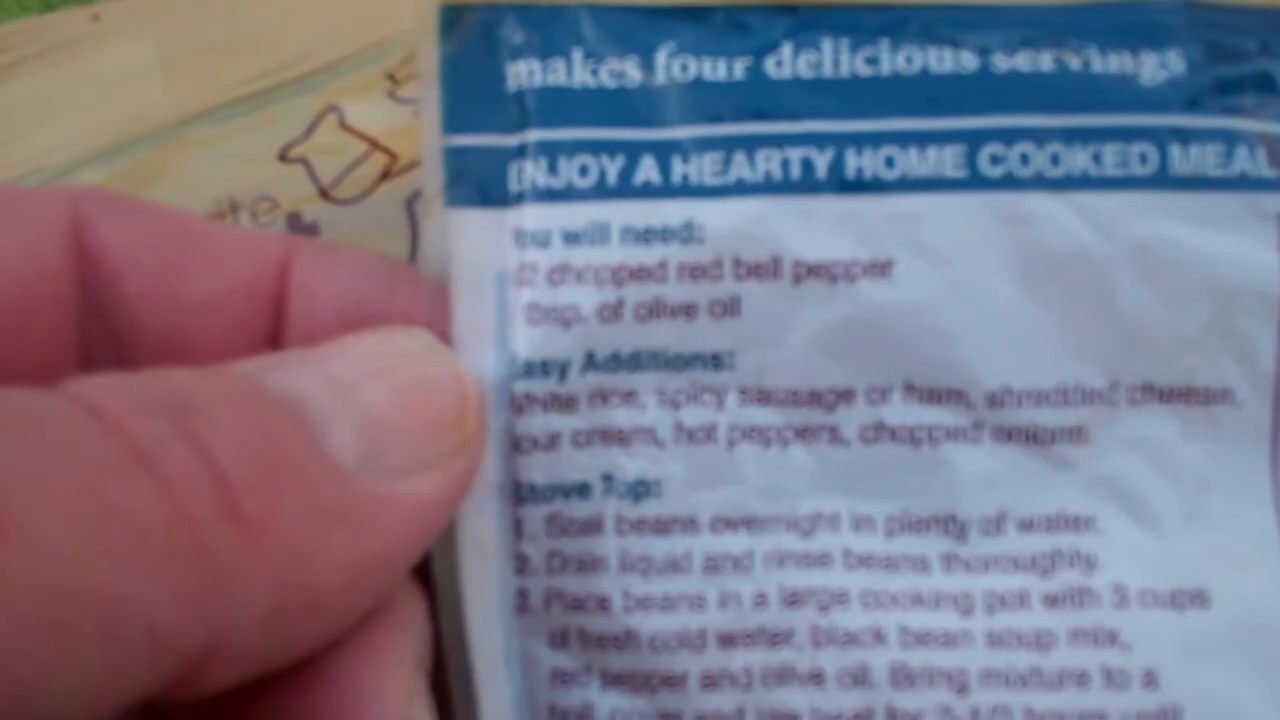 makes four delicious servings
ENJOY A HEARTY HOME COOKED MEAL
You will need:
chopped red bell pepper
Tbsp. of olive oil
Easy Additions:
White rice, spicy sausage or ham, shredded cheese,
sour cream, hot peppers, chopped onions.
Stove Top:
1. Soak beans overnight in plenty of water.
2. Drain liquid and rinse beans thoroughly.
3. Place beans in a large cooking pot with 3 cups
of fresh cold water, black bean soup mix,
red pepper and olive oil. Bring mixture to a